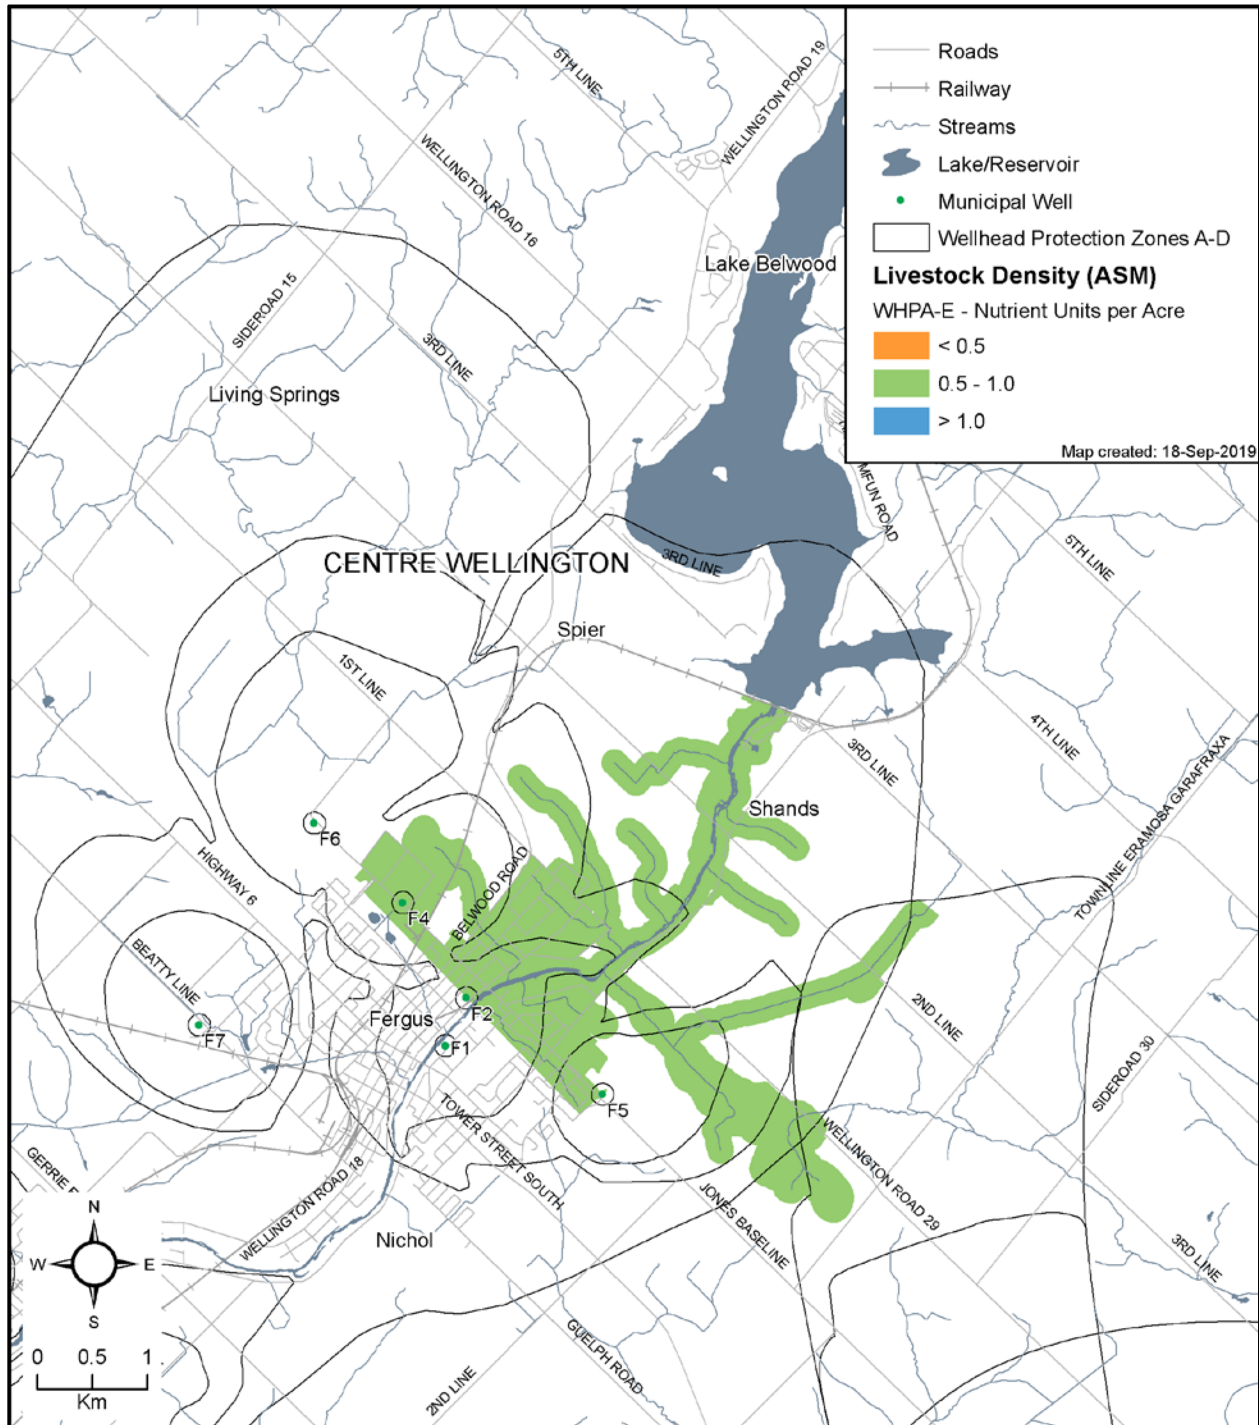 Roads
Railway
Streams
Lake/Reservoir
Municipal Well
Wellhead Protection Zones A-D
Livestock Density (ASM)
WHPA-E - Nutrient Units per Acre
< 0.5
0.5 - 1.0
> 1.0
Map created: 18-Sep-2019
5TH LINE
WELLINGTON ROAD 19
WELLINGTON ROAD 16
Lake Belwood
SIDEROAD 15
3RD LINE
Living Springs
MFUN ROAD
CENTRE WELLINGTON
3RD LINE
5TH LINE
Spier
1ST LINE
3RD LINE
4TH LINE
TOWNLINE ERAMOSA GARAFRAXA
Shands
F6
HIGHWAY 6
BELWOOD ROAD
F4
BEATTY LINE
F2
Fergus
F7
F1
2ND LINE
F5
SIDEROAD 30
TOWER STREET SOUTH
WELLINGTON ROAD 29
JONES BASELINE
GERRIE
WELLINGTON ROAD 18
Nichol
3RD LINE
GUELPH ROAD
2ND LINE
N
W
E
S
0 0.5 1
Km